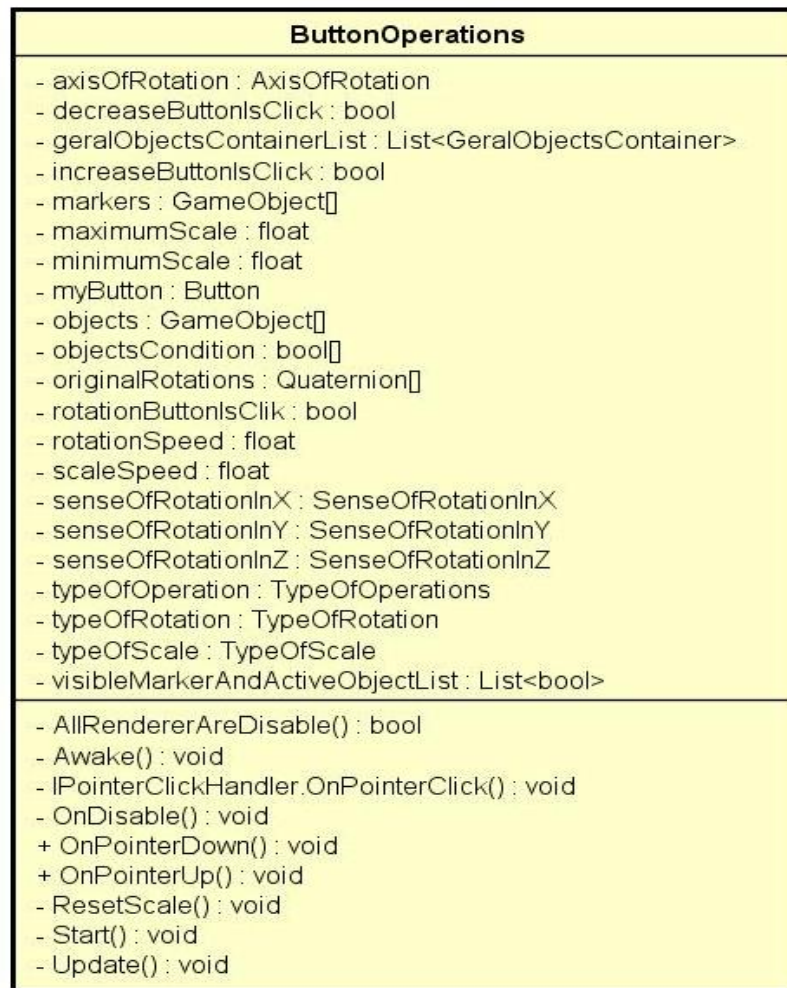 ButtonOperations
- axisOfRotation : AxisOfRotation
- decreaseButtonIsClick : bool
- geralObjectsContainerList : List<GeralObjectsContainer>
- increaseButtonIsClick : bool
- markers : GameObject[]
- maximumScale : float
- minimumScale : float
- myButton : Button
- objects : GameObject[]
- objectsCondition : bool[]
- originalRotations : Quaternion[]
- rotationButtonIsClik : bool
- rotationSpeed : float
- scaleSpeed : float
- senseOfRotationInX : SenseOfRotationInX
- senseOfRotationInY : SenseOfRotationInY
- senseOfRotationInZ : SenseOfRotationInZ
- typeOfOperation : TypeOfOperations
- typeOfRotation : TypeOfRotation
- typeOfScale : TypeOfScale
- visibleMarkerAndActiveObjectList : List<bool>
- AllRendererAreDisable() : bool
- Awake() : void
- IPointerClickHandler.OnPointerClick() : void
- OnDisable() : void
+ OnPointerDown() : void
+ OnPointerUp() : void
- ResetScale() : void
- Start() : void
- Update() : void